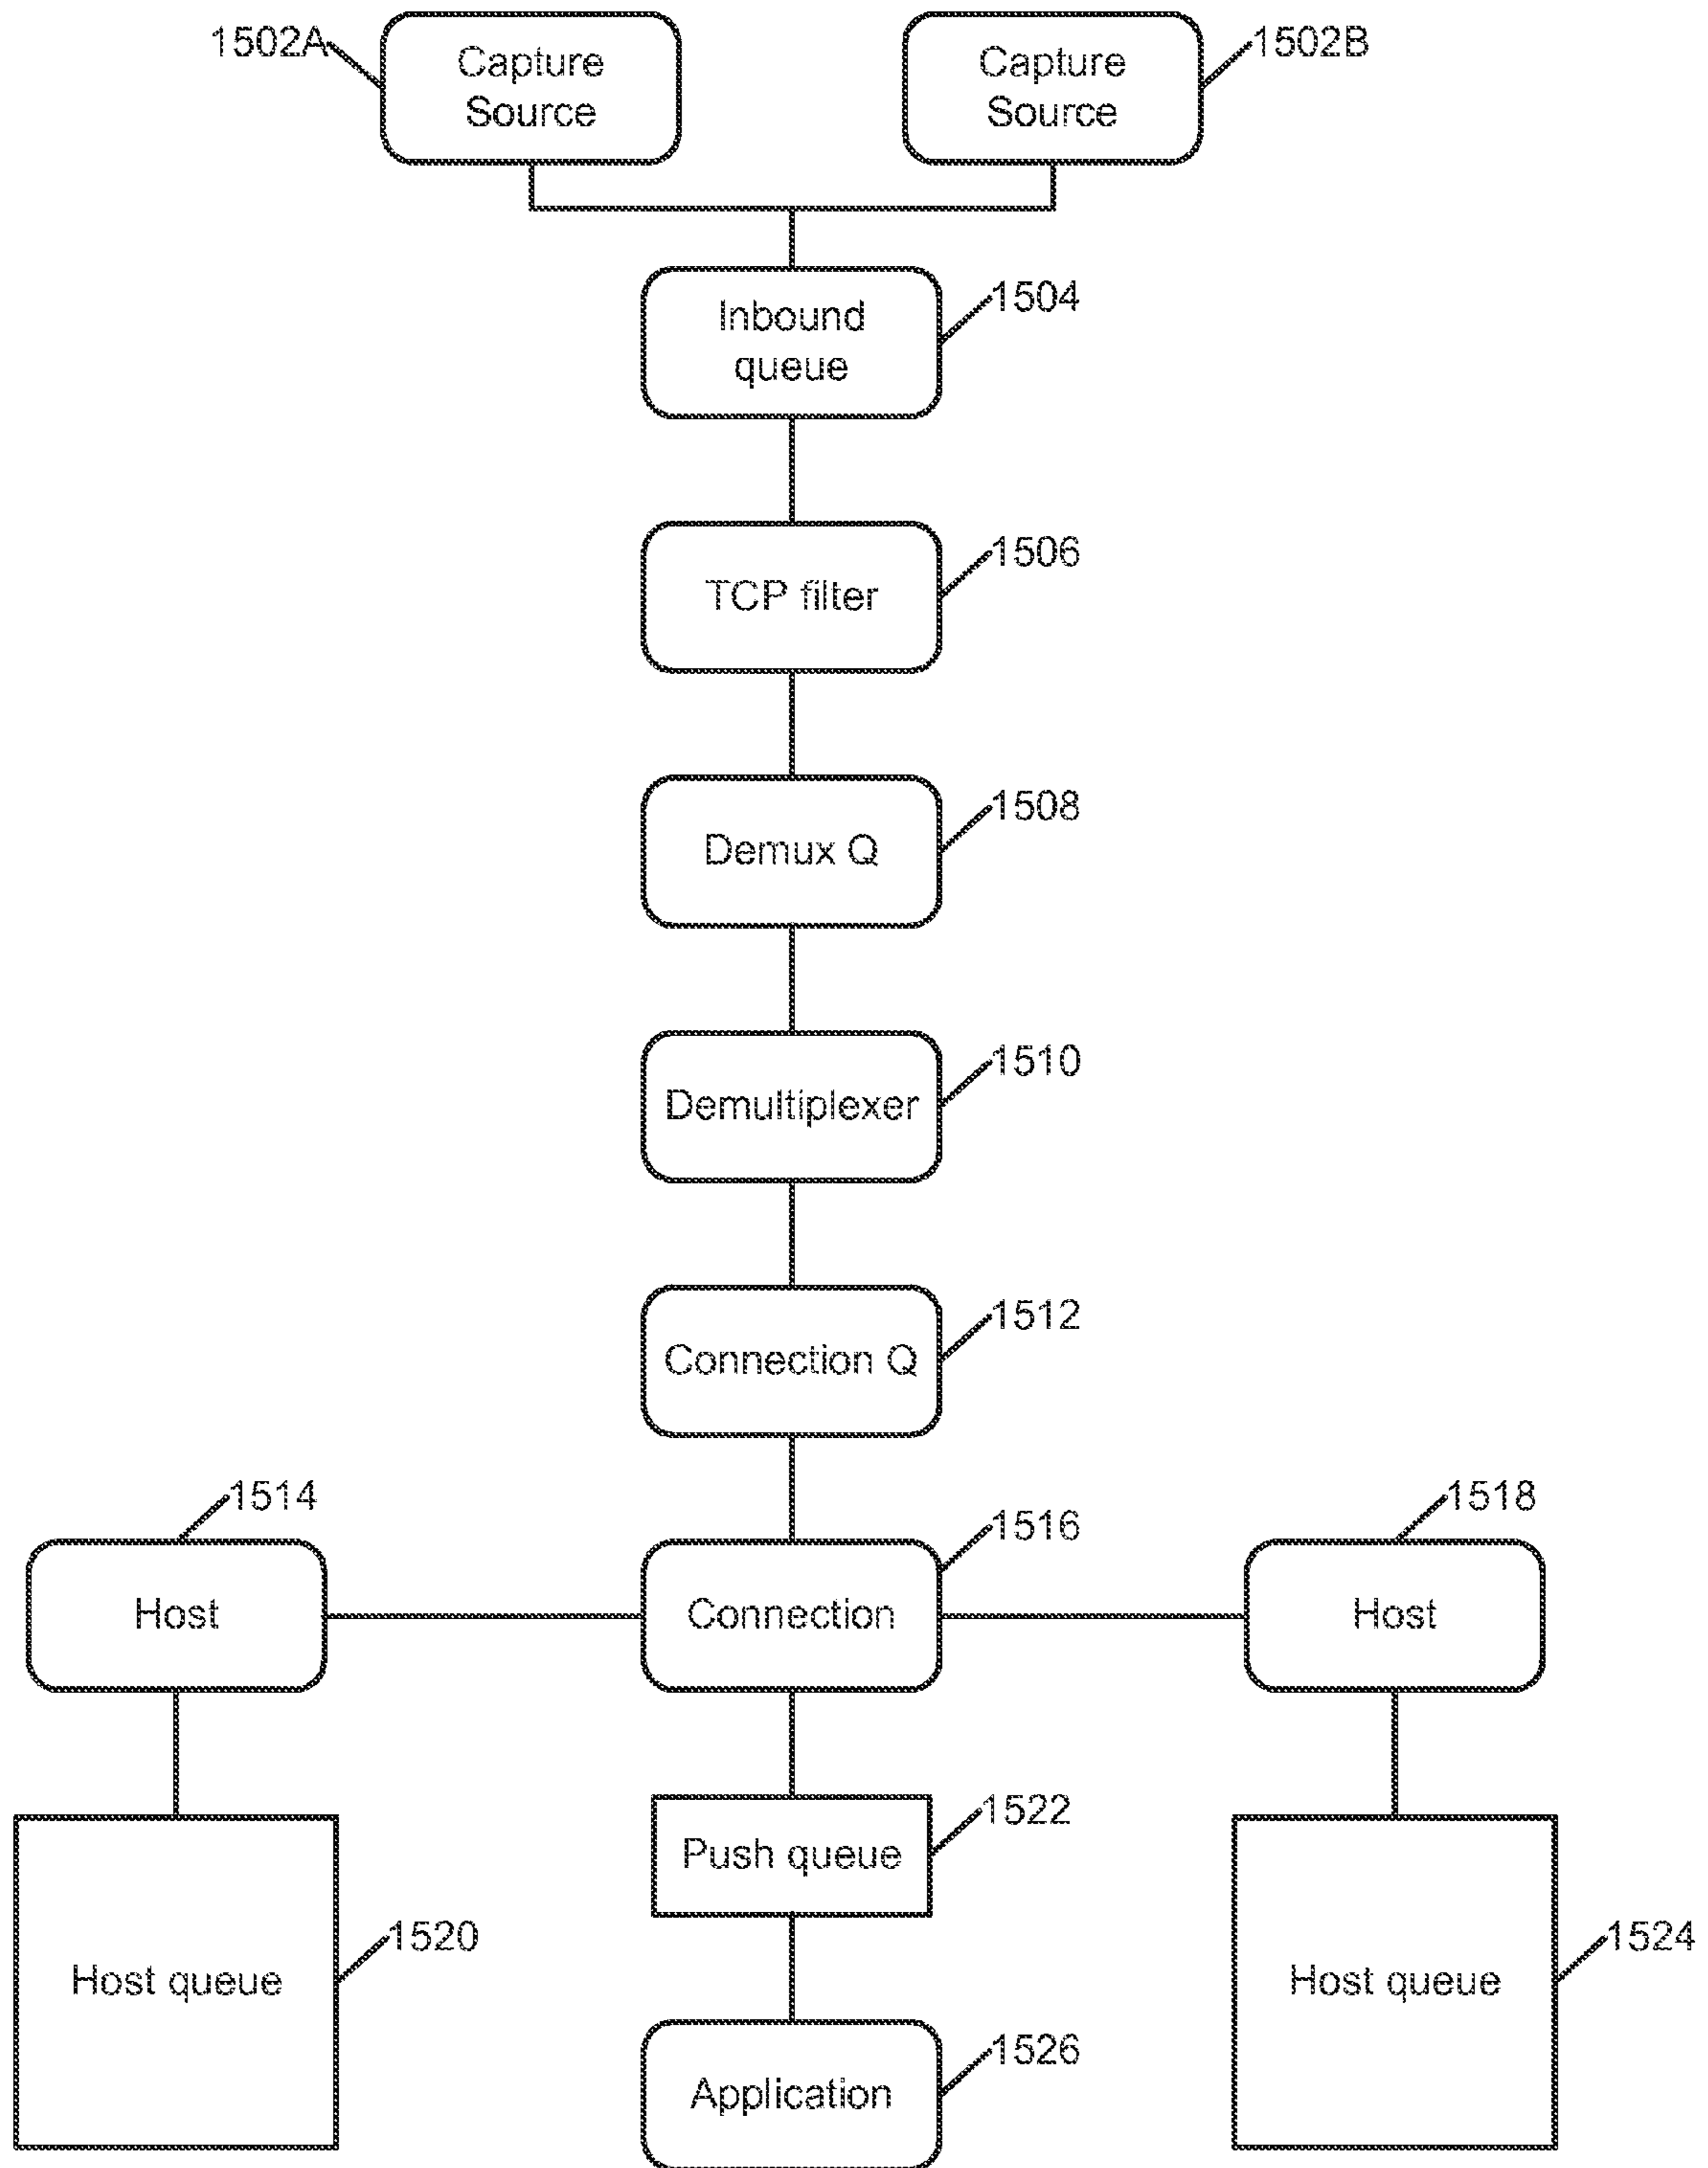 1502A
Capture
Source
Capture
Source
1502B
Inbound
queue
1504
TCP filter
1506
Demux Q
1508
Demultiplexer
1510
Connection Q
1512
1514
Host
Connection
1516
1518
Host
Push queue
1522
Host queue
1520
Host queue
1524
Application
1526